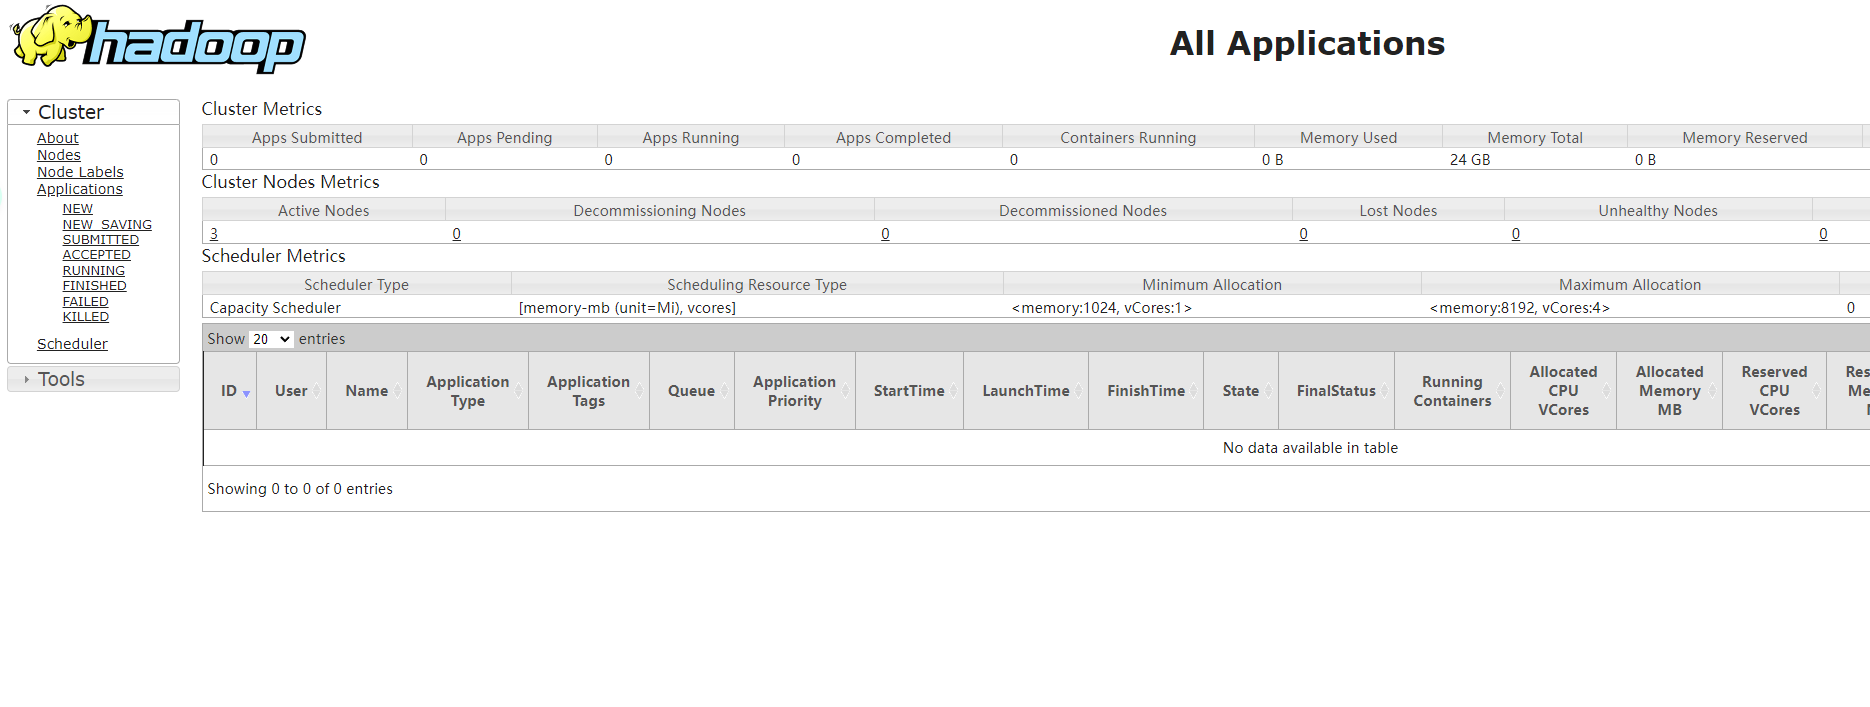 hadoop
All Applications
Cluster
About
Nodes
Node Labels
Applications
NEW
NEW_SAVING
SUBMITTED
ACCEPTED
RUNNING
FINISHED
FAILED
KILLED
Scheduler
Tools
Cluster Metrics
Apps Submitted Apps Pending Apps Running Apps Completed Containers Running Memory Used Memory Total Memory Reserved
0 0 0 0 0 0 B 24 GB 0 B
Cluster Nodes Metrics
Active Nodes Decommissioning Nodes Decommissioned Nodes Lost Nodes Unhealthy Nodes
3 0 0 0 0 0
Scheduler Metrics
Scheduler Type Scheduling Resource Type Minimum Allocation Maximum Allocation
Capacity Scheduler [memory-mb (unit=Mi), vcores] <memory:1024, vCores:1> <memory:8192, vCores:4> 0
Show 20 entries
ID User Name Application Type Application Tags Queue Application Priority StartTime LaunchTime FinishTime State FinalStatus Running Containers Allocated CPU VCores Allocated Memory MB Reserved CPU VCores
No data available in table
Showing 0 to 0 of 0 entries